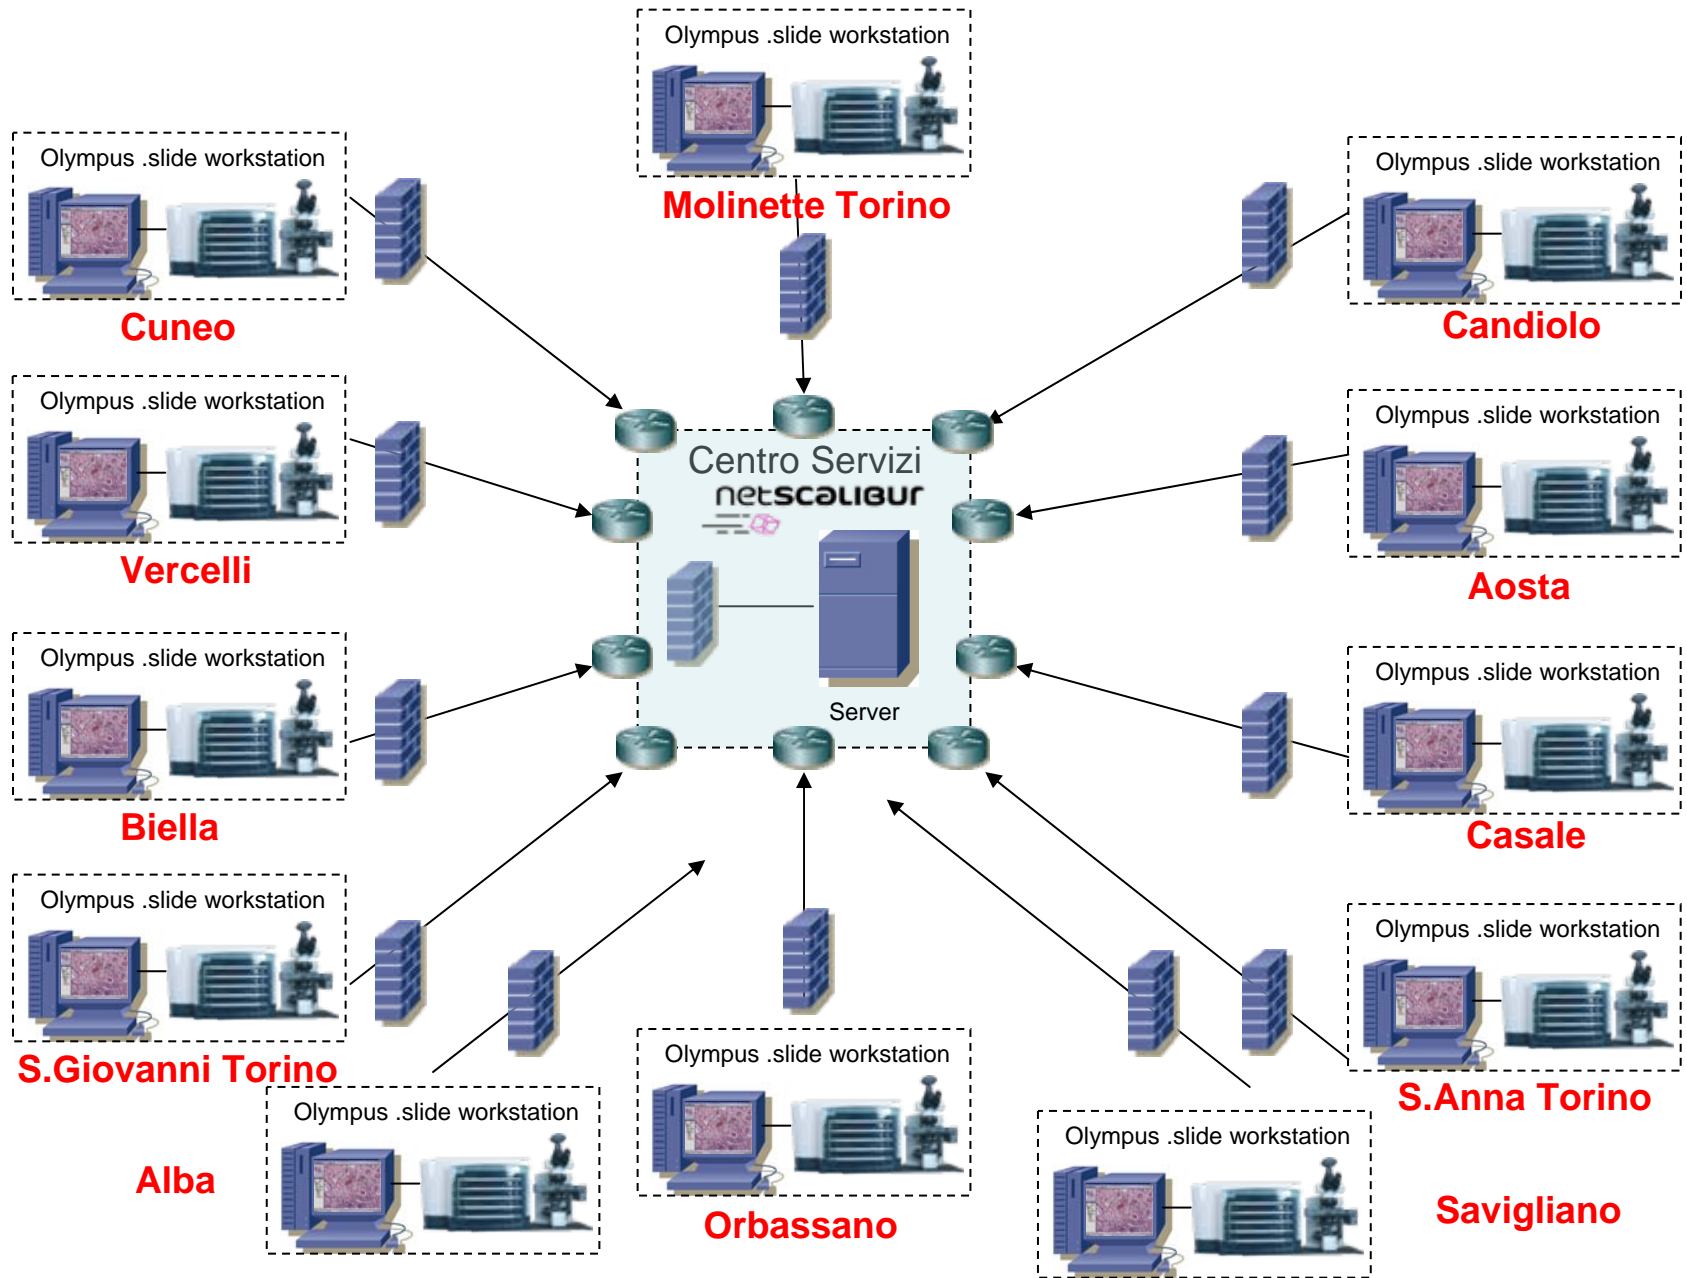 Olympus .slide workstation
Molinette Torino
Olympus .slide workstation
Cuneo
Olympus .slide workstation
Candiolo
Olympus .slide workstation
Vercelli
Olympus .slide workstation
Aosta
Centro Servizi
netscalibur
Server
Olympus .slide workstation
Biella
Olympus .slide workstation
Casale
Olympus .slide workstation
S.Giovanni Torino
Olympus .slide workstation
S.Anna Torino
Olympus .slide workstation
Alba
Olympus .slide workstation
Orbassano
Olympus .slide workstation
Savigliano